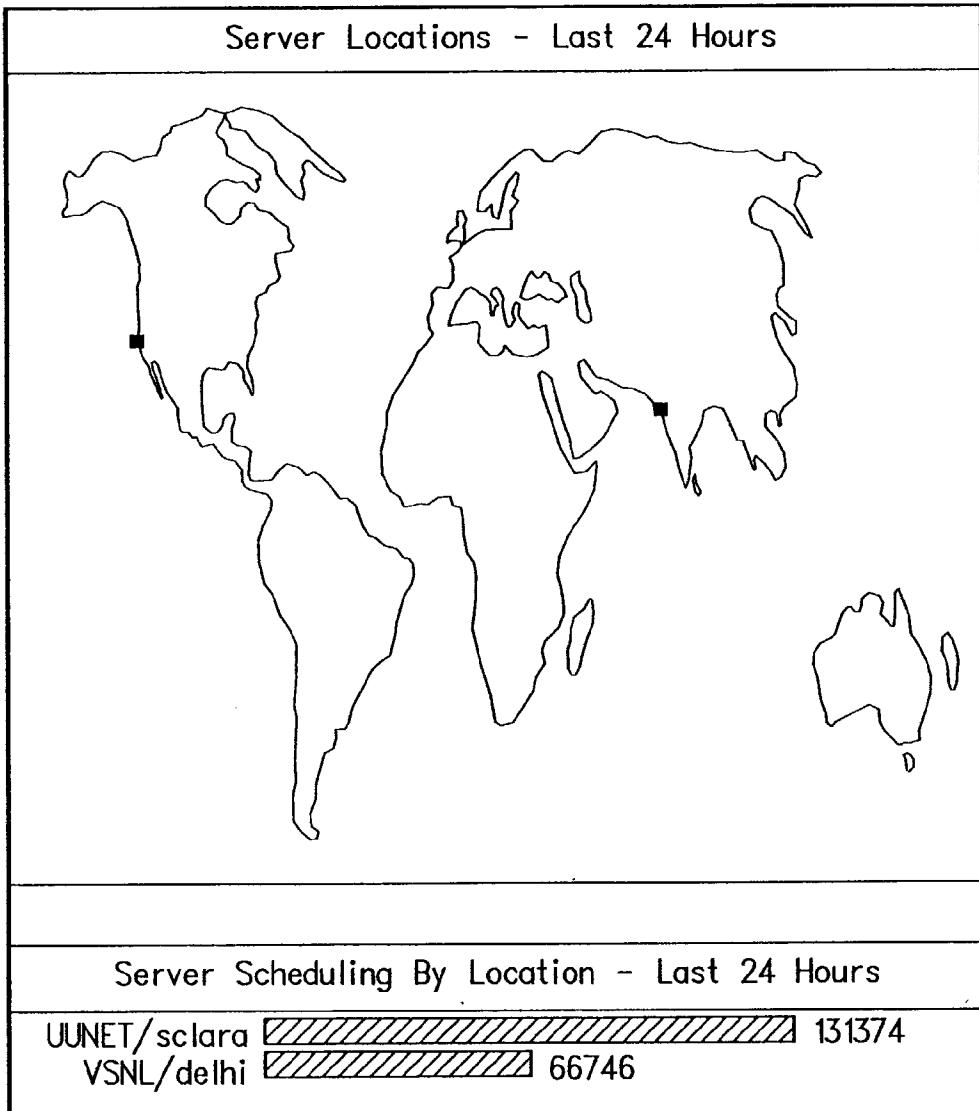 Server Locations - Last 24 Hours
Server Scheduling By Location - Last 24 Hours
UUNET/sclara 131374
VSNL/delhi 66746